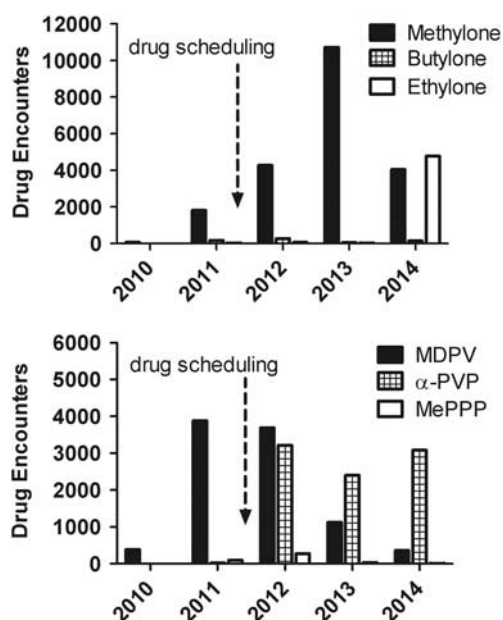 12000
10000
8000
6000
4000
2000
0
Drug Encounters
drug scheduling
Methylone
Butylone
Ethylone
2010
2011
2012
2013
2014
6000
5000
4000
3000
2000
1000
0
Drug Encounters
drug scheduling
MDPV
α-PVP
MePPP
2010
2011
2012
2013
2014